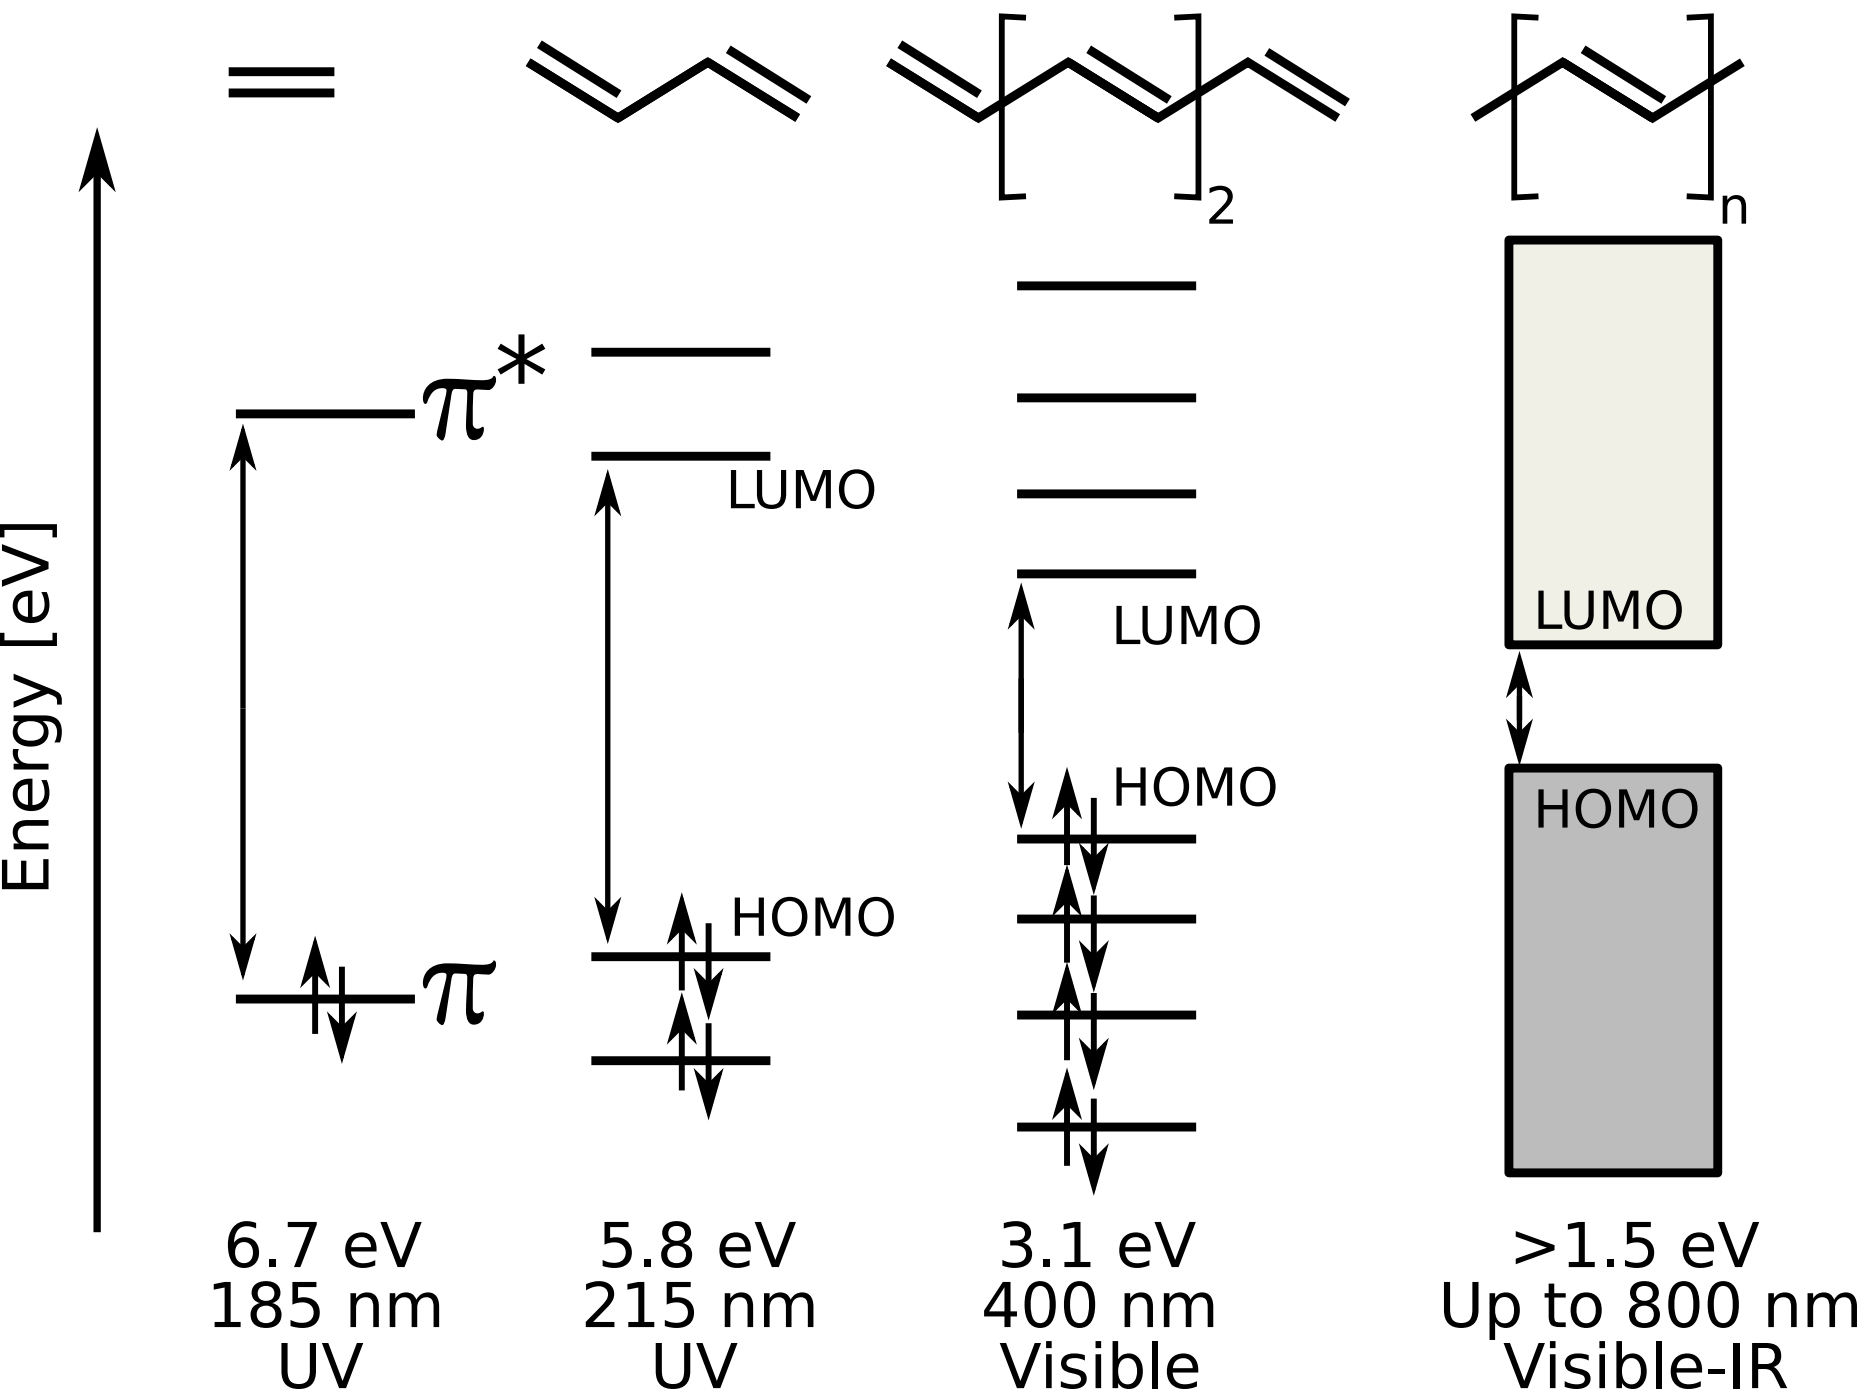 2
n
π*
LUMO
LUMO
LUMO
HOMO
HOMO
HOMO
π
Energy [eV]
6.7 eV
185 nm
UV
5.8 eV
215 nm
UV
3.1 eV
400 nm
Visible
>1.5 eV
Up to 800 nm
Visible-IR